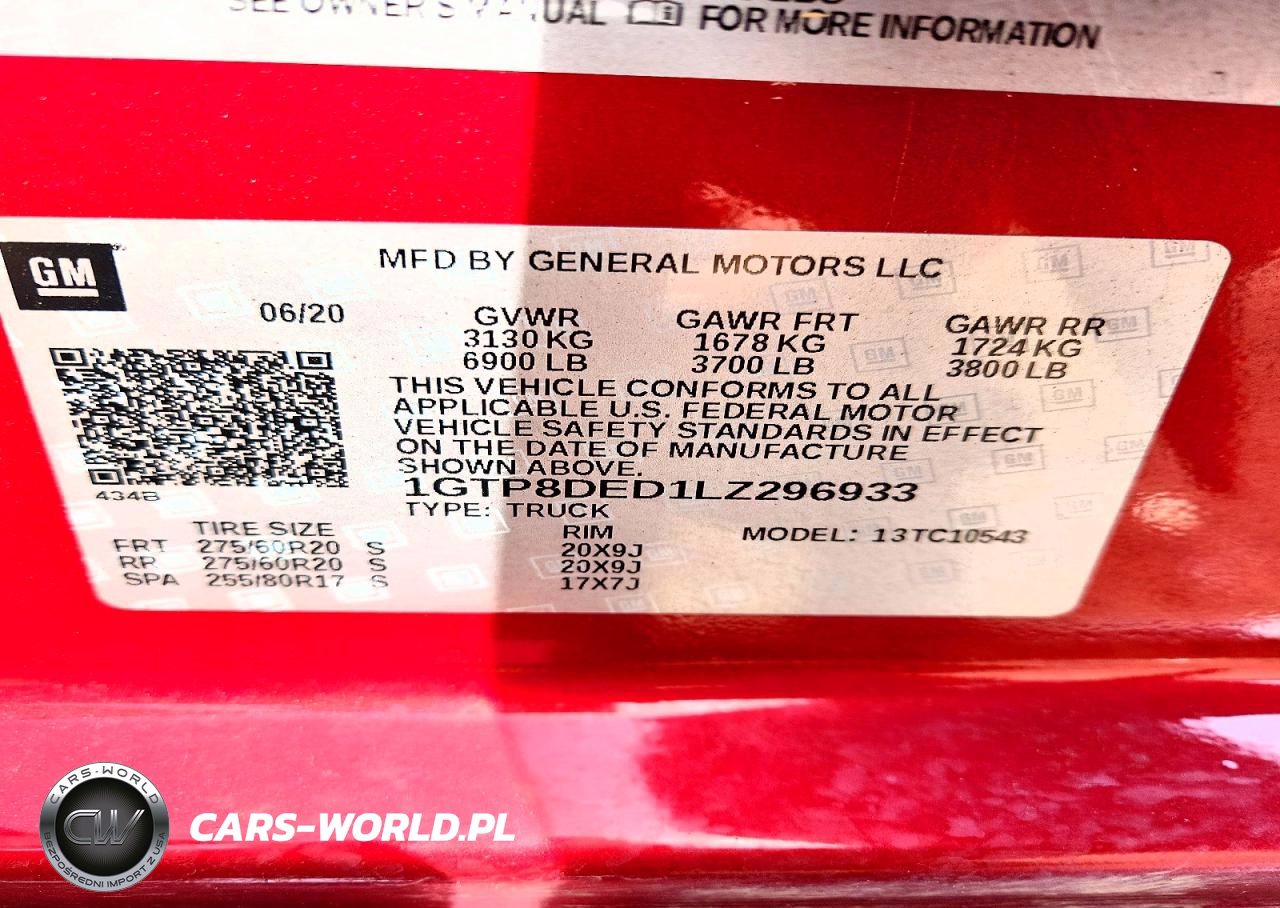 SEE OWNER'S MANUAL FOR MORE INFORMATION
GM
MFD BY GENERAL MOTORS LLC
06/20 GVWR GAWR FRT GAWR RR
3130 KG 1678 KG 1724 KG
6900 LB 3700 LB 3800 LB
THIS VEHICLE CONFORMS TO ALL
APPLICABLE U.S. FEDERAL MOTOR
VEHICLE SAFETY STANDARDS IN EFFECT
ON THE DATE OF MANUFACTURE
SHOWN ABOVE.
434B
1GTP8DED1LZ296933
TYPE: TRUCK
TIRE SIZE RIM MODEL: 13TC10543
FRT 275/60R20 S 20X9J
RR 275/60R20 S 20X9J
SPA 255/80R17 S 17X7J
CARS-WORLD
CW
BEZPOŚREDNI IMPORT Z USA
CARS-WORLD.PL